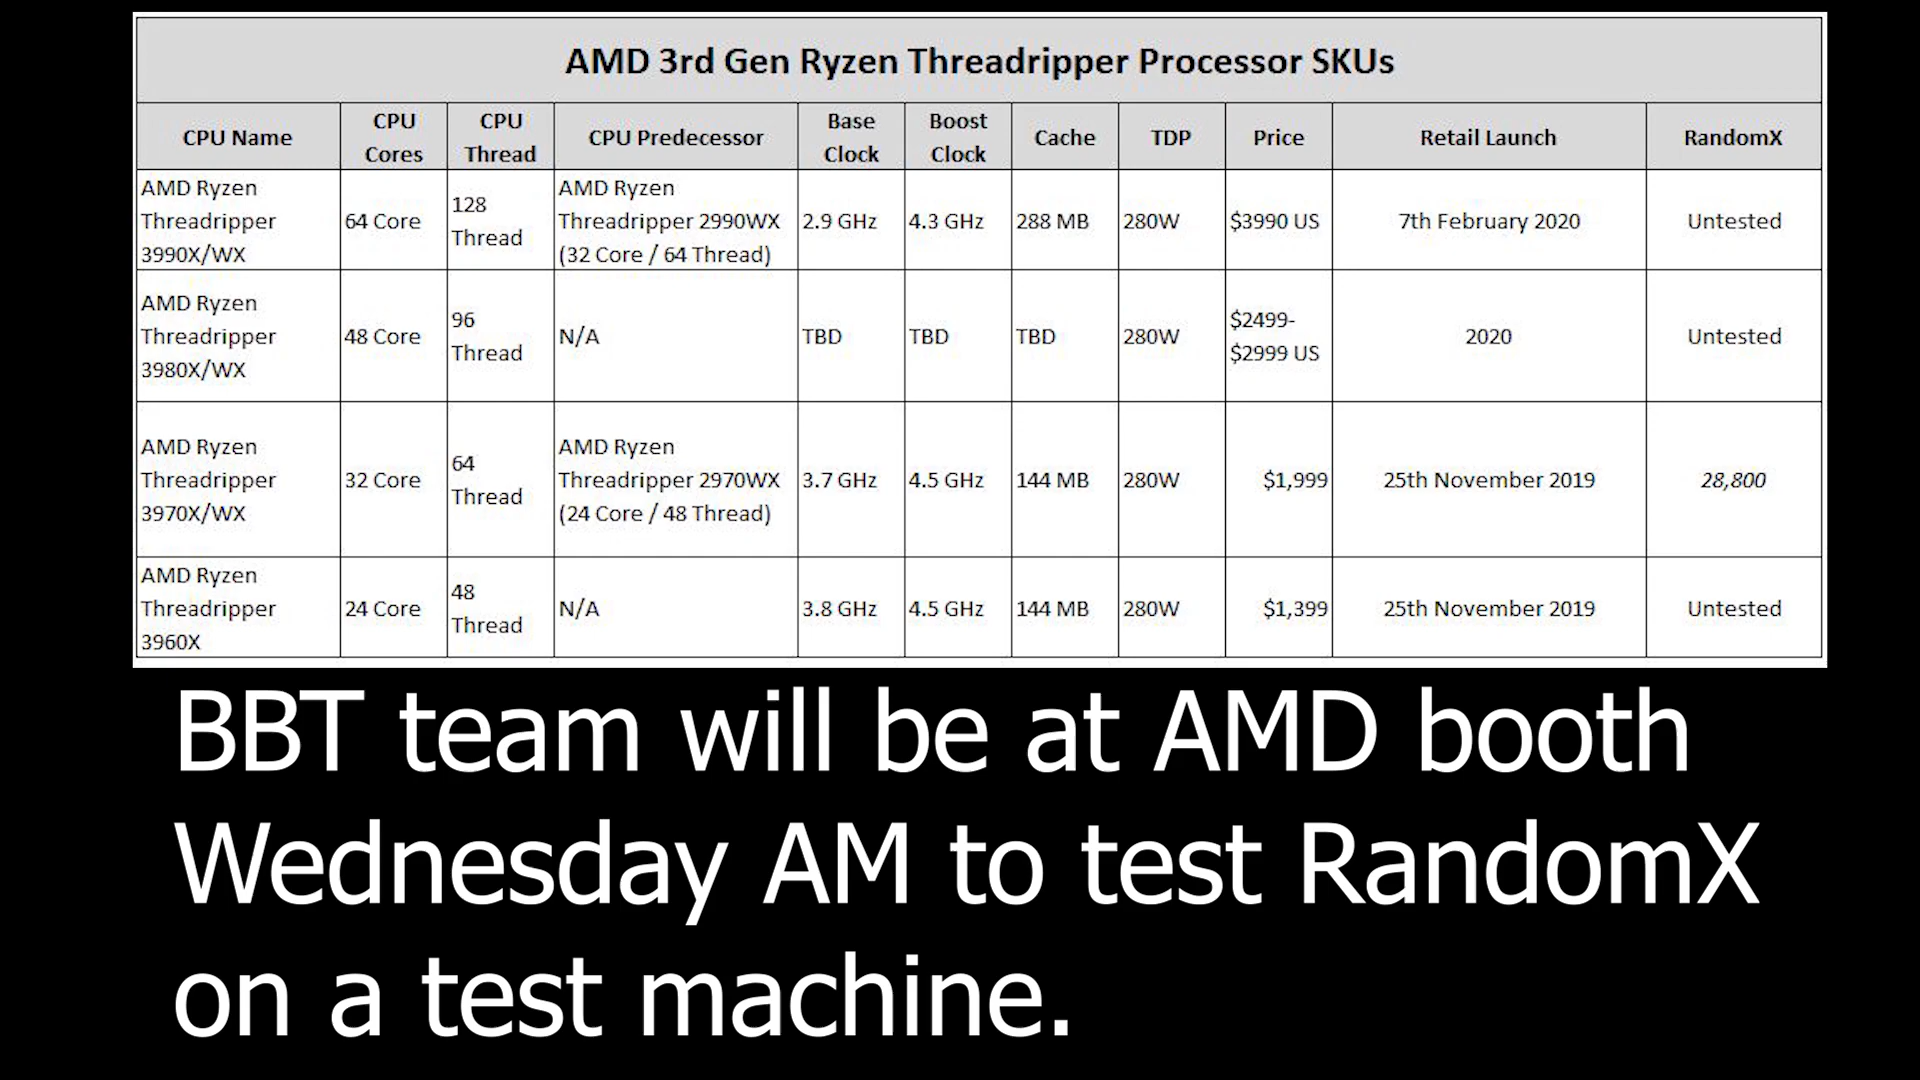 AMD 3rd Gen Ryzen Threadripper Processor SKUs
CPU Name
CPU
Cores
CPU
Thread
CPU Predecessor
Base
Clock
Boost
Clock
Cache
TDP
Price
Retail Launch
RandomX
AMD Ryzen
Threadripper
3990X/WX
64 Core
128
Thread
AMD Ryzen
Threadripper 2990WX
(32 Core / 64 Thread)
2.9 GHz
4.3 GHz
288 MB
280W
$3990 US
7th February 2020
Untested
AMD Ryzen
Threadripper
3980X/WX
48 Core
96
Thread
N/A
TBD
TBD
TBD
280W
$2499-
$2999 US
2020
Untested
AMD Ryzen
Threadripper
3970X/WX
32 Core
64
Thread
AMD Ryzen
Threadripper 2970WX
(24 Core / 48 Thread)
3.7 GHz
4.5 GHz
144 MB
280W
$1,999
25th November 2019
28,800
AMD Ryzen
Threadripper
3960X
24 Core
48
Thread
N/A
3.8 GHz
4.5 GHz
144 MB
280W
$1,399
25th November 2019
Untested
BBT team will be at AMD booth
Wednesday AM to test RandomX
on a test machine.